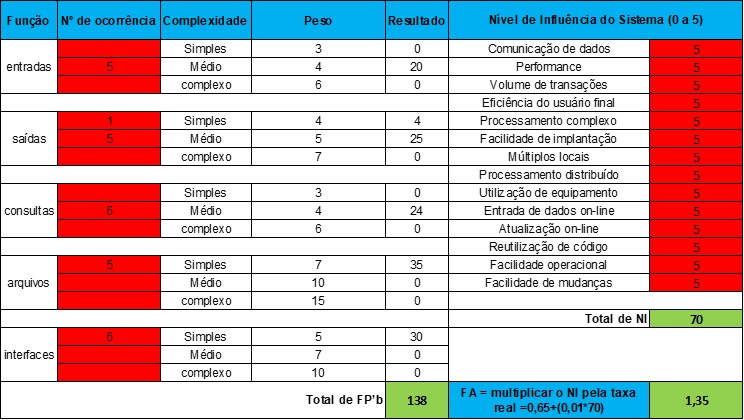 Função Nº de ocorrência Complexidade Peso Resultado Nível de Influência do Sistema (0 a 5)
Simples 3 0 Comunicação de dados 5
entradas 5 Médio 4 20 Performance 5
complexo 6 0 Volume de transações 5
Eficiência do usuário final 5
1 Simples 4 4 Processamento complexo 5
saídas 5 Médio 5 25 Facilidade de implantação 5
complexo 7 0 Múltiplos locais 5
Processamento distribuído 5
Simples 3 0 Utilização de equipamento 5
consultas 6 Médio 4 24 Entrada de dados on-line 5
complexo 6 0 Atualização on-line 5
Reutilização de código 5
5 Simples 7 35 Facilidade operacional 5
arquivos Médio 10 0 Facilidade de mudanças 5
complexo 15 0
Total de NI 70
6 Simples 5 30
interfaces Médio 7 0
complexo 10 0
Total de FP'b 138 FA = multiplicar o NI pela taxa
real =0,65+(0,01*70) 1,35